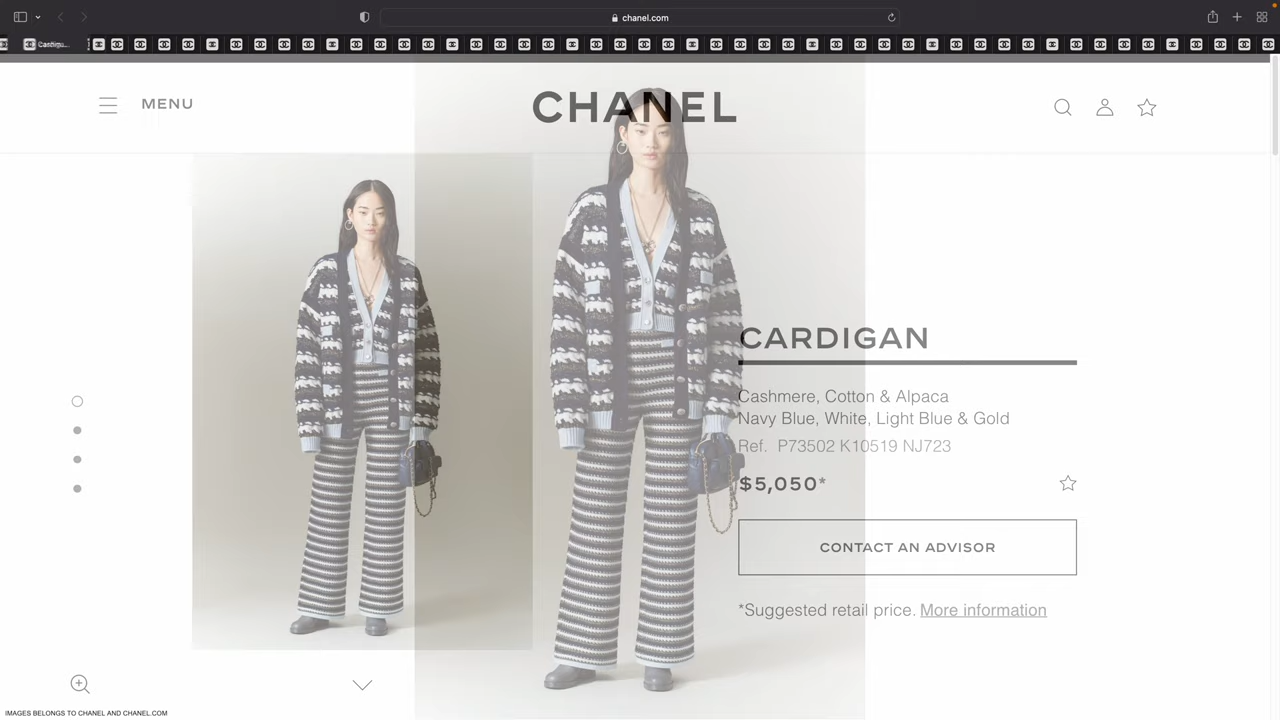 chanel.com
MENU
CHANEL
CARDIGAN
Cashmere, Cotton & Alpaca
Navy Blue, White, Light Blue & Gold
Ref. P73502 K10519 NJ723
$5,050*
CONTACT AN ADVISOR
*Suggested retail price. More information
IMAGES BELONGS TO CHANEL AND CHANEL.COM